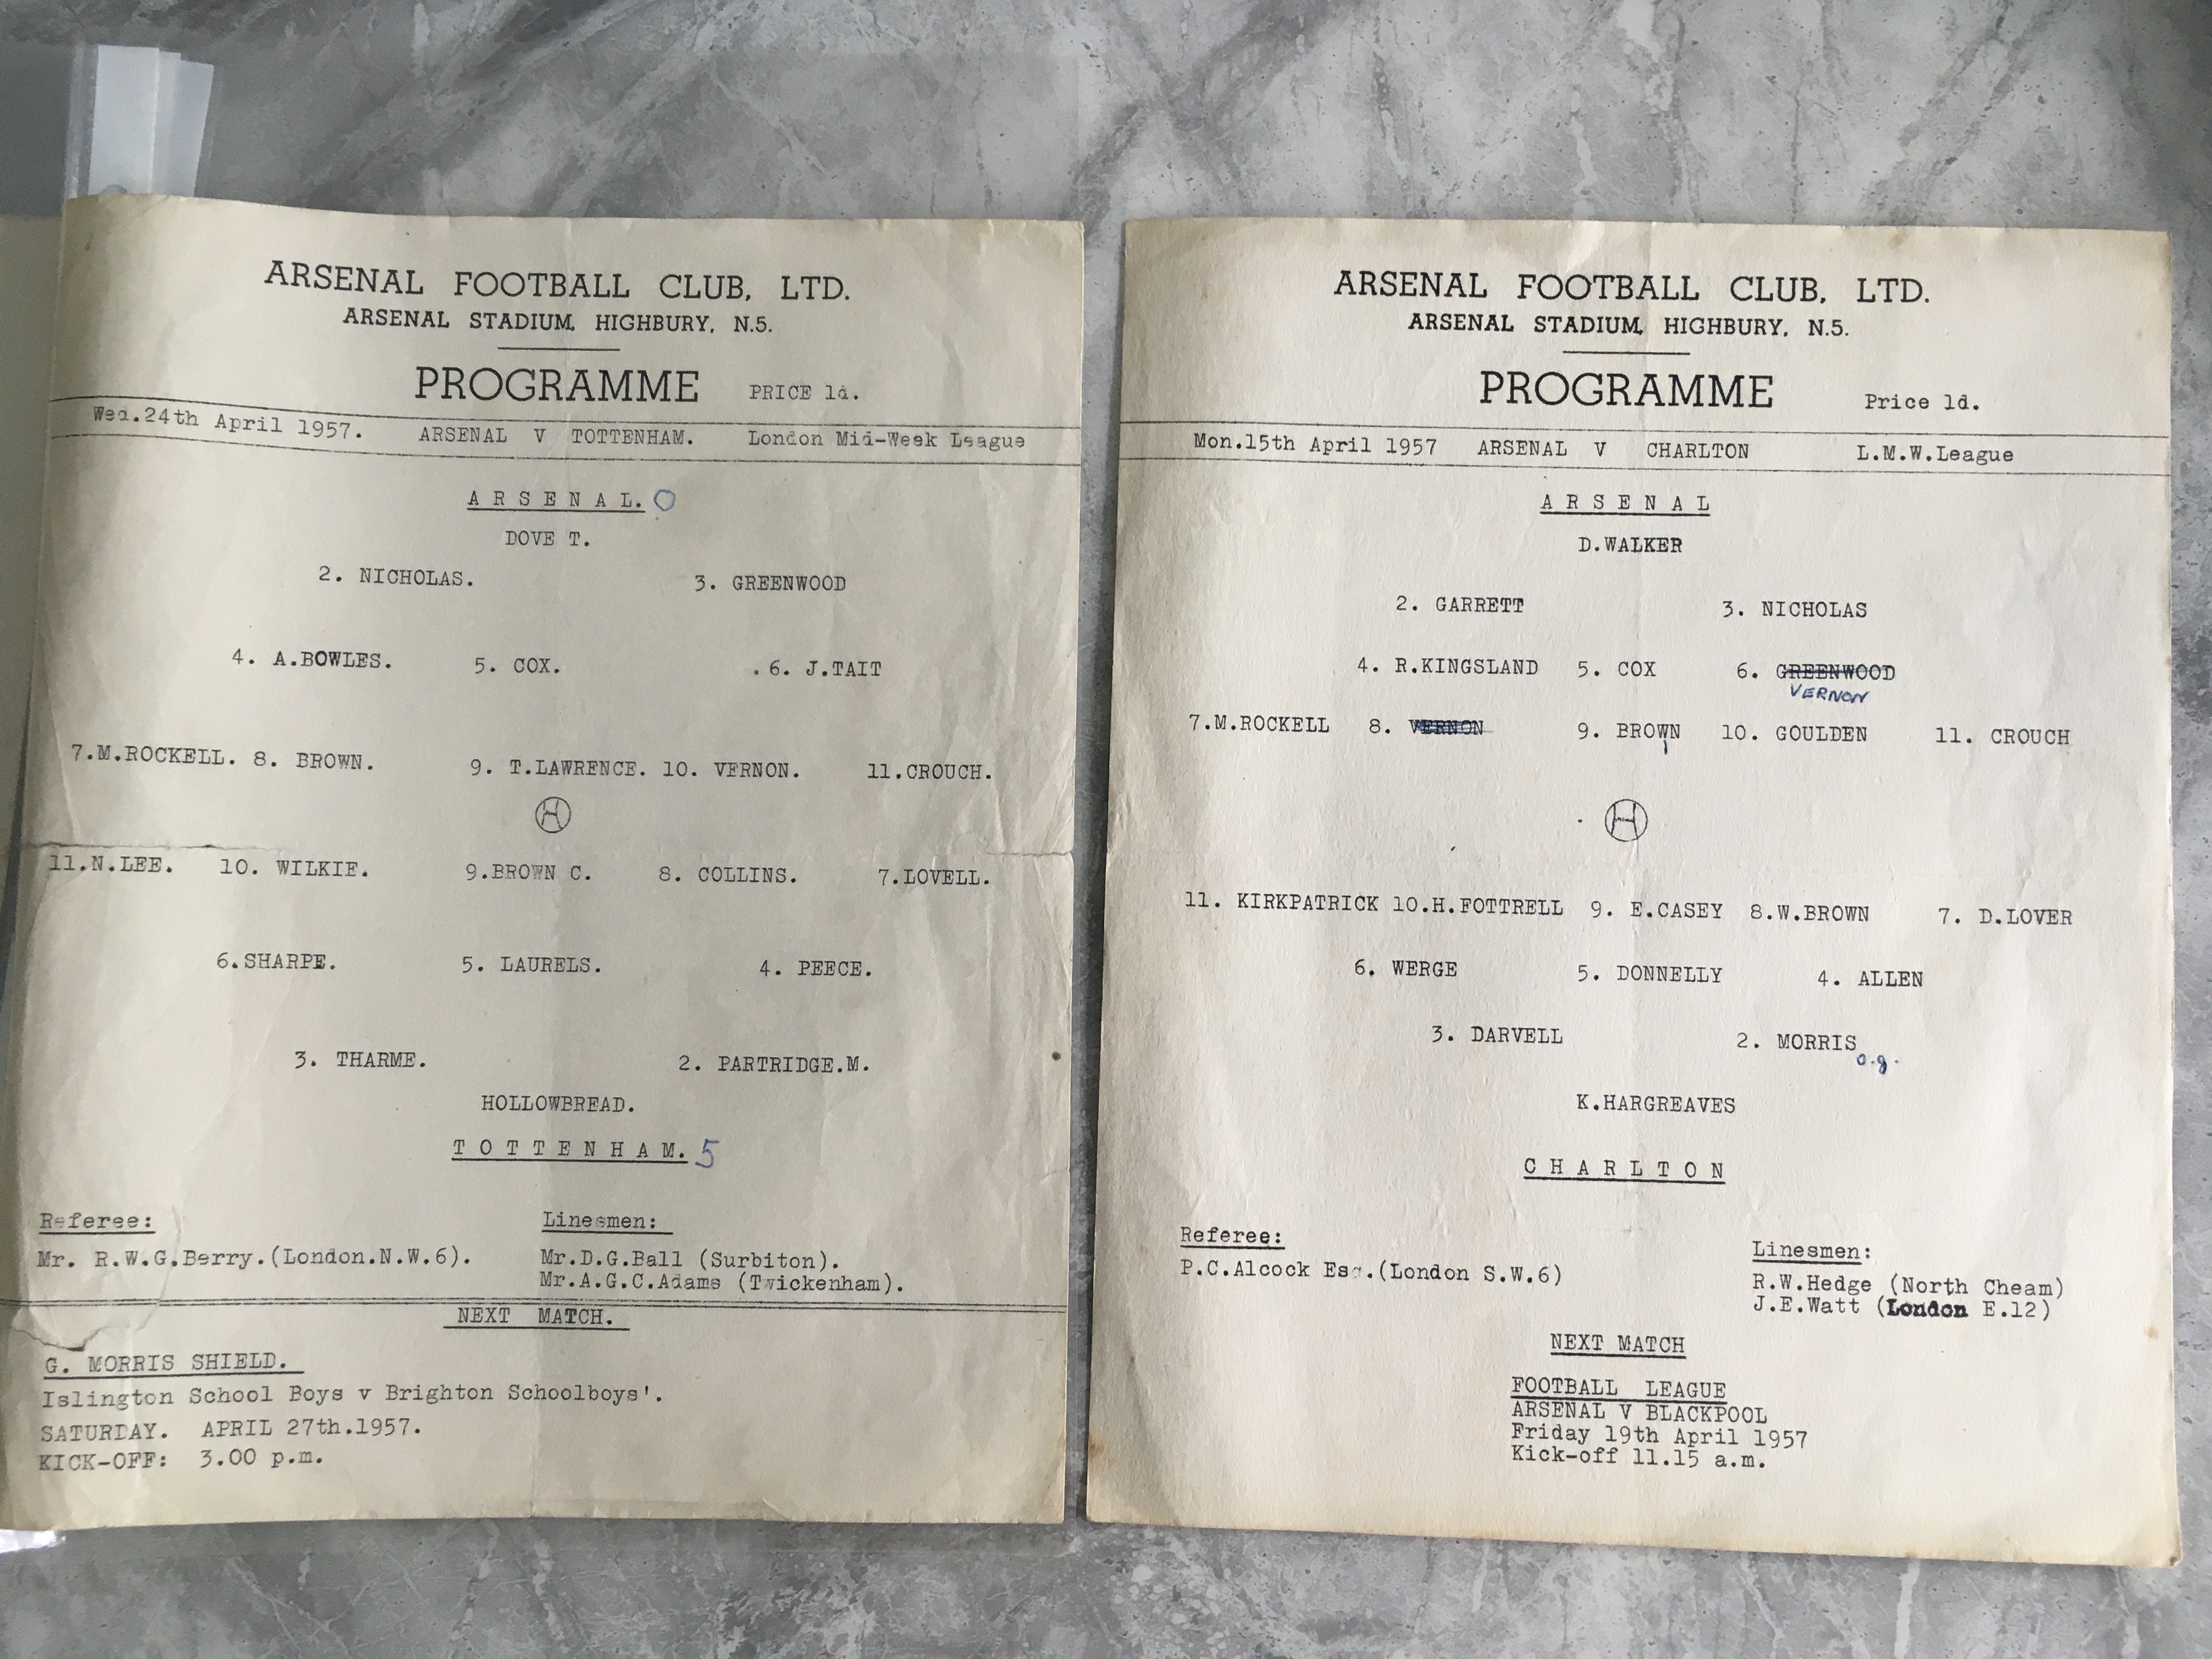 ARSENAL FOOTBALL CLUB, LTD.
ARSENAL STADIUM, HIGHBURY, N.5.
PROGRAMME PRICE 1d.
Wed.24th April 1957. ARSENAL V TOTTENHAM. London Mid-Week League
ARSENAL. 0
DOVE T.
2. NICHOLAS. 3. GREENWOOD
4. A.BOWLES. 5. COX. .6. J.TAIT
7.M.ROCKELL. 8. BROWN. 9. T.LAWRENCE. 10. VERNON. 11.CROUCH.
11.N.LEE. 10. WILKIE. 9.BROWN C. 8. COLLINS. 7.LOVELL.
6.SHARPE. 5. LAURELS. 4. PEECE.
3. THARME. 2. PARTRIDGE.M.
HOLLOWBREAD.
TOTTENHAM. 5
Referee: Linesmen:
Mr. R.W.G.Berry.(London.N.W.6). Mr.D.G.Ball (Surbiton).
Mr.A.G.C.Adams (Twickenham).
NEXT MATCH.
G. MORRIS SHIELD.
Islington School Boys v Brighton Schoolboys'.
SATURDAY. APRIL 27th.1957.
KICK-OFF: 3.00 p.m.
ARSENAL FOOTBALL CLUB, LTD.
ARSENAL STADIUM, HIGHBURY, N.5.
PROGRAMME Price 1d.
Mon.15th April 1957 ARSENAL V CHARLTON L.M.W.League
ARSENAL
D.WALKER
2. GARRETT 3. NICHOLAS
4. R.KINGSLAND 5. COX 6. GREENWOOD
VERNON
7.M.ROCKELL 8. VERNON 9. BROWN 10. GOULDEN 11. CROUCH
1
11. KIRKPATRICK 10.H.FOTTRELL 9. E.CASEY 8.W.BROWN 7. D.LOVER
6. WERGE 5. DONNELLY 4. ALLEN
3. DARVELL 2. MORRIS
o.g.
K.HARGREAVES
CHARLTON
Referee:
P.C.Alcock Esq.(London S.W.6)
Linesmen:
R.W.Hedge (North Cheam)
J.E.Watt (London E.12)
NEXT MATCH
FOOTBALL LEAGUE
ARSENAL V BLACKPOOL
Friday 19th April 1957
Kick-off 11.15 a.m.